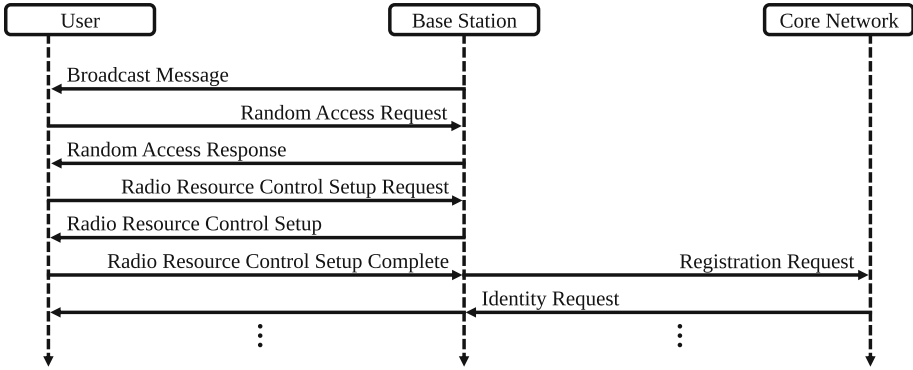 User
Base Station
Core Network
Broadcast Message
Random Access Request
Random Access Response
Radio Resource Control Setup Request
Radio Resource Control Setup
Radio Resource Control Setup Complete
Registration Request
Identity Request